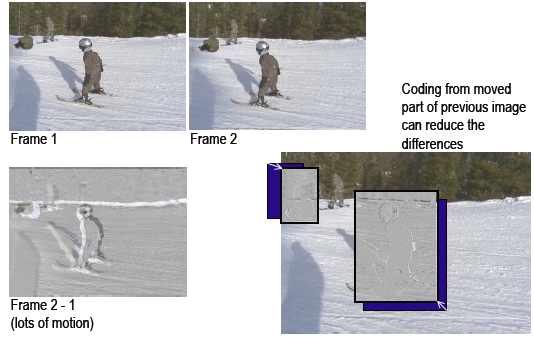 Frame 1
Frame 2
Coding from moved
part of previous image
can reduce the
differences
Frame 2 - 1
(lots of motion)